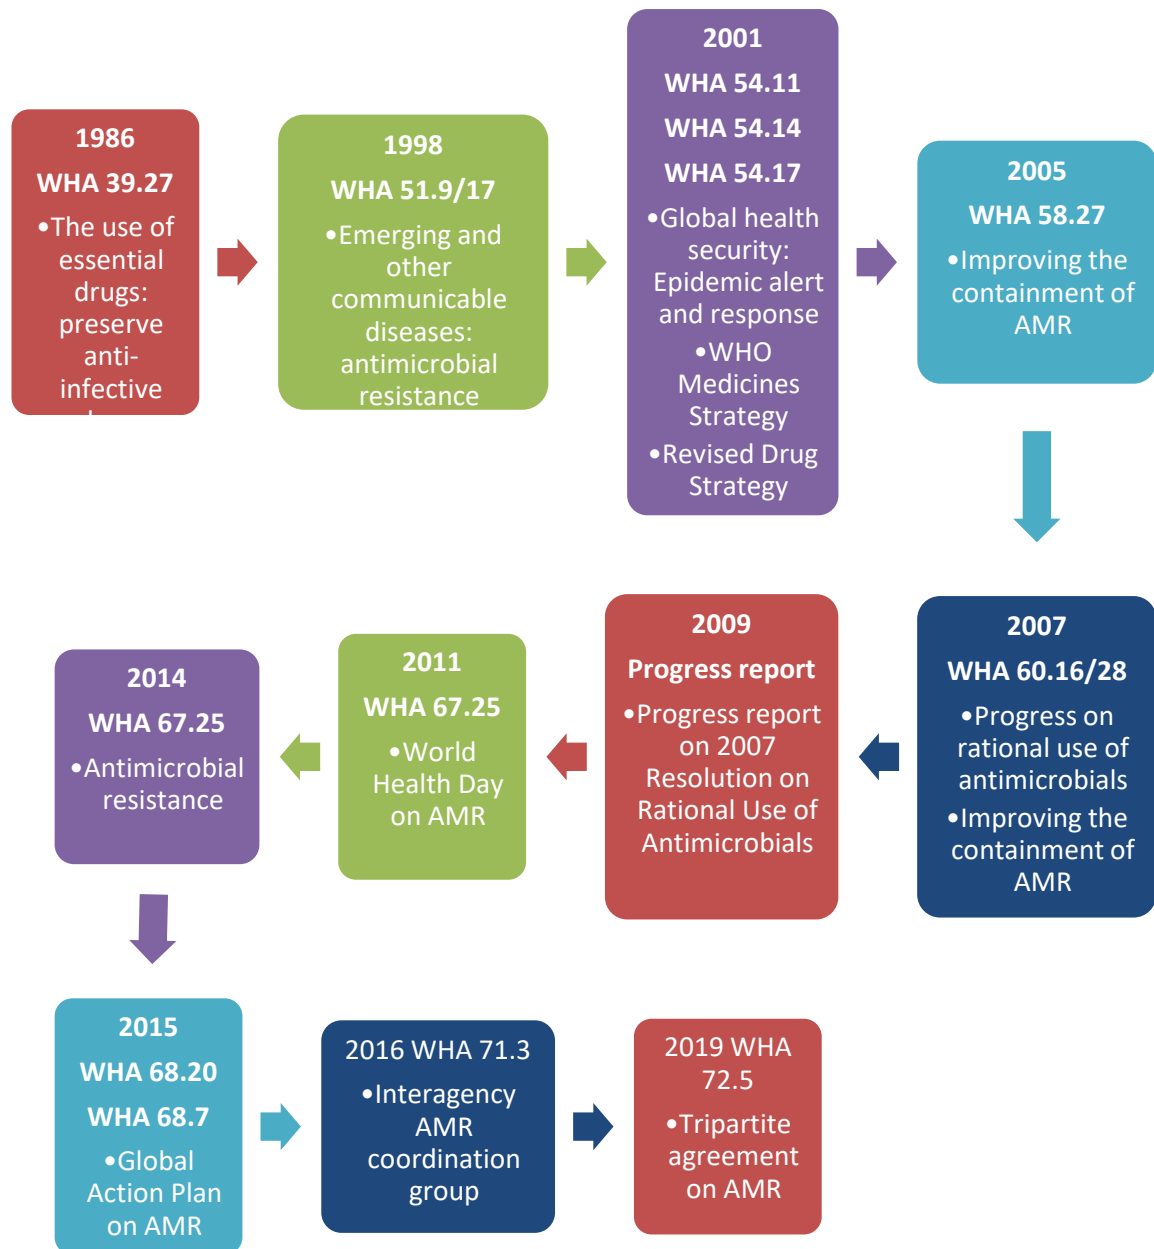 1986
WHA 39.27
•The use of
essential
drugs:
preserve
anti-
infective
1998
WHA 51.9/17
•Emerging and
other
communicable
diseases:
antimicrobial
resistance
2001
WHA 54.11
WHA 54.14
WHA 54.17
•Global health
security:
Epidemic alert
and response
•WHO
Medicines
Strategy
•Revised Drug
Strategy
2005
WHA 58.27
•Improving the
containment of
AMR
2007
WHA 60.16/28
•Progress on
rational use of
antimicrobials
•Improving the
containment of
AMR
2009
Progress report
•Progress report
on 2007
Resolution on
Rational Use of
Antimicrobials
2011
WHA 67.25
•World
Health Day
on AMR
2014
WHA 67.25
•Antimicrobial
resistance
2015
WHA 68.20
WHA 68.7
•Global
Action Plan
on AMR
2016 WHA 71.3
•Interagency
AMR
coordination
group
2019 WHA
72.5
•Tripartite
agreement
on AMR